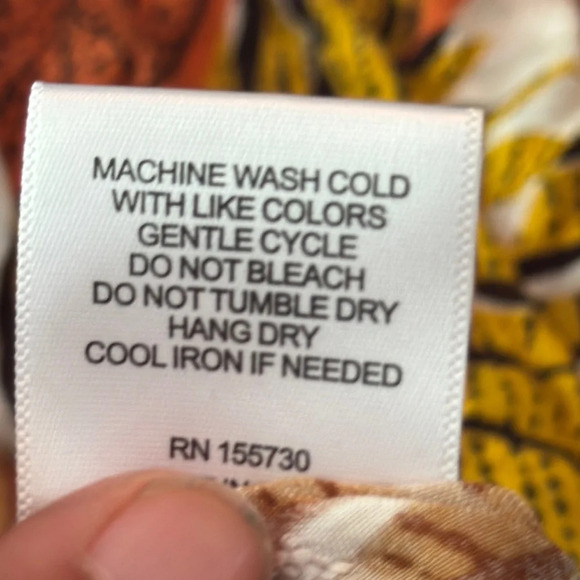 MACHINE WASH COLD
WITH LIKE COLORS
GENTLE CYCLE
DO NOT BLEACH
DO NOT TUMBLE DRY
HANG DRY
COOL IRON IF NEEDED
RN 155730